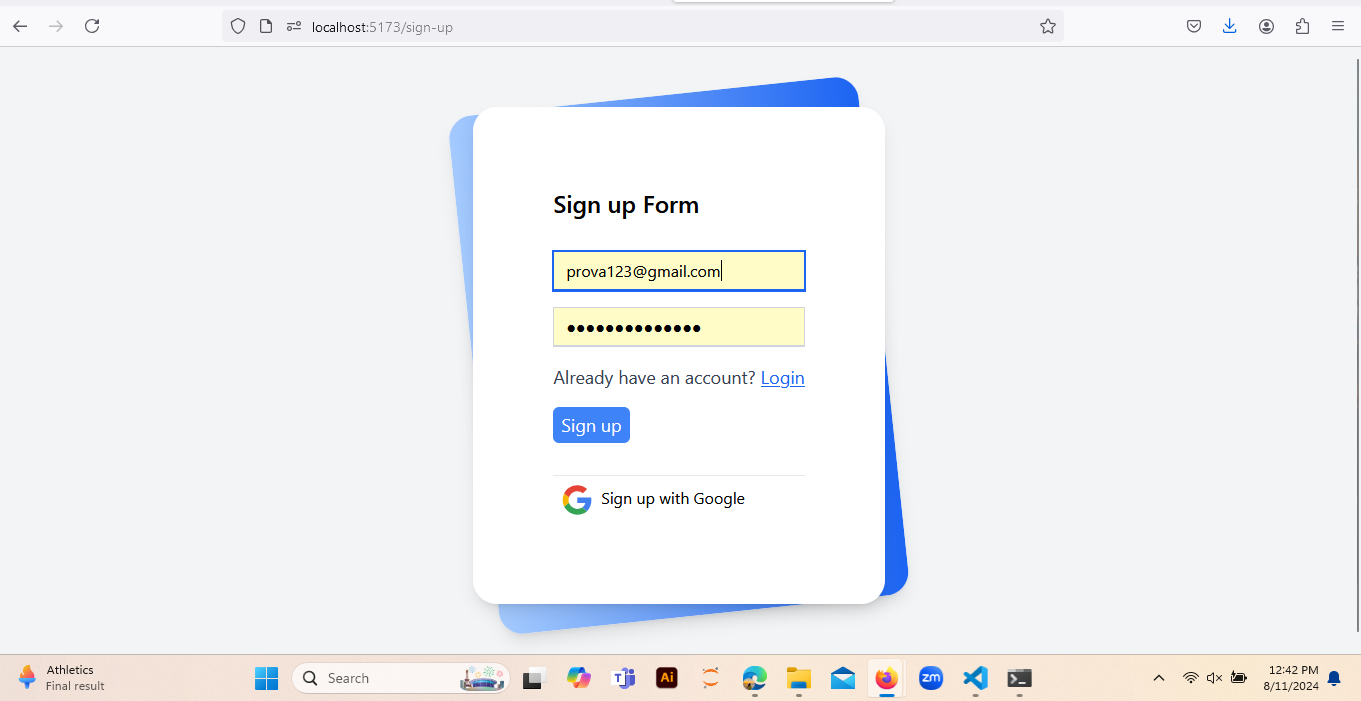 localhost:5173/sign-up
Sign up Form
prova123@gmail.com
●●●●●●●●●●●●●●
Already have an account? Login
Sign up
Sign up with Google
Athletics
Final result
Search
T
Ai
zm
12:42 PM
8/11/2024